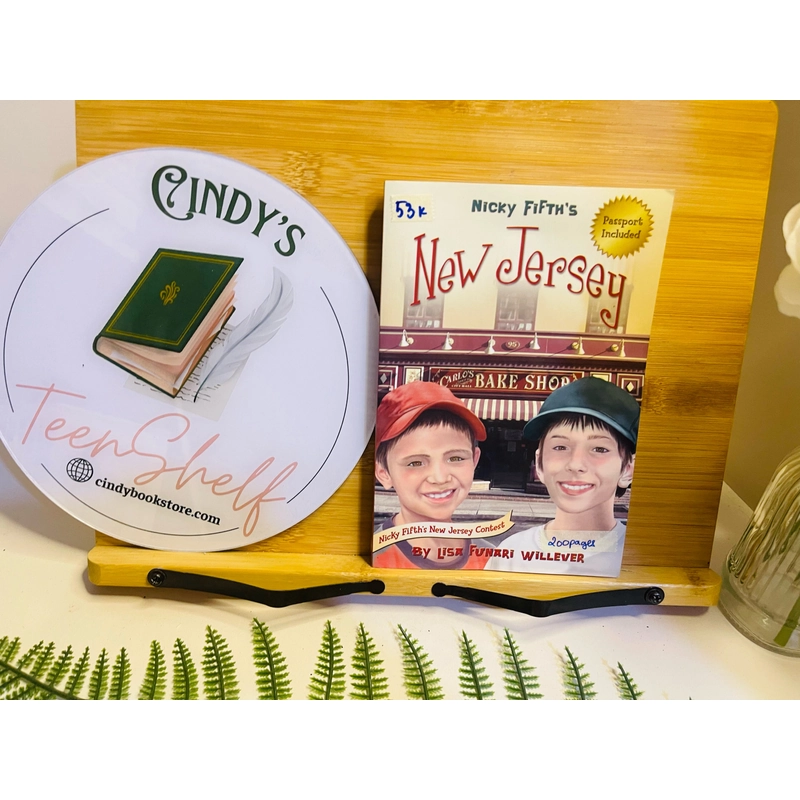 CINDY'S
TeenShelf
cindybookstore.com
53k
NICKY FIFTH'S
Passport
Included
New Jersey
CARLO'S
BAKE SHOP
Nicky Fifth's New Jersey Contest
200pages
BY LISA FUNARI WILLEVER